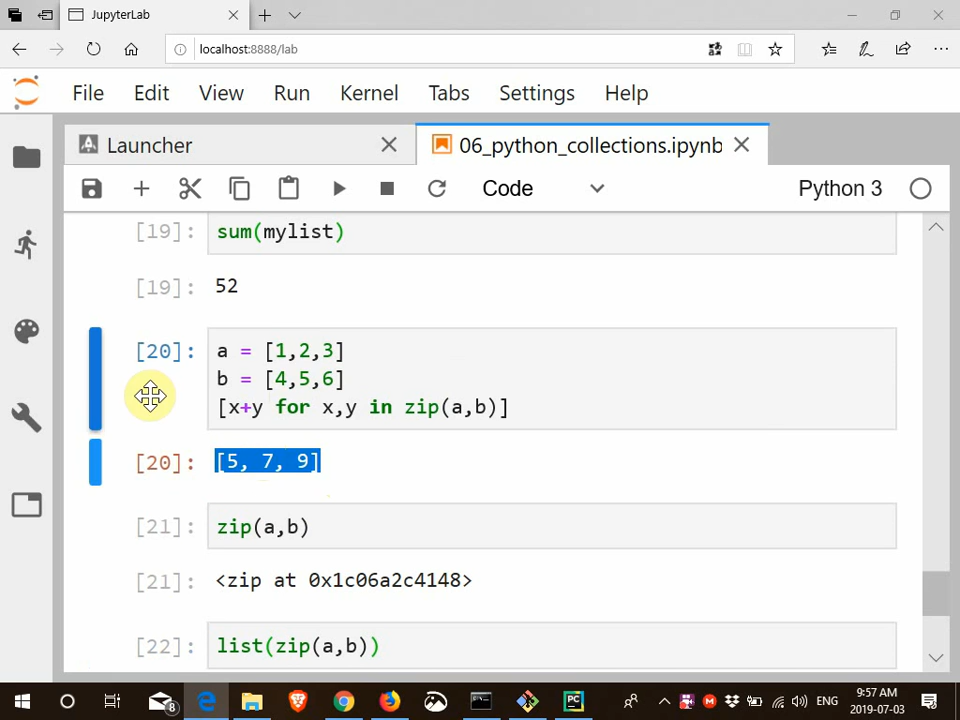 JupyterLab
localhost:8888/lab
File Edit View Run Kernel Tabs Settings Help
Launcher
06_python_collections.ipynb
Code
Python 3
[19]: sum(mylist)
[19]: 52
[20]: a = [1,2,3]
b = [4,5,6]
[x+y for x,y in zip(a,b)]
[20]: [5, 7, 9]
[21]: zip(a,b)
[21]: <zip at 0x1c06a2c4148>
[22]: list(zip(a,b))
8
PC
ENG
9:57 AM
2019-07-03